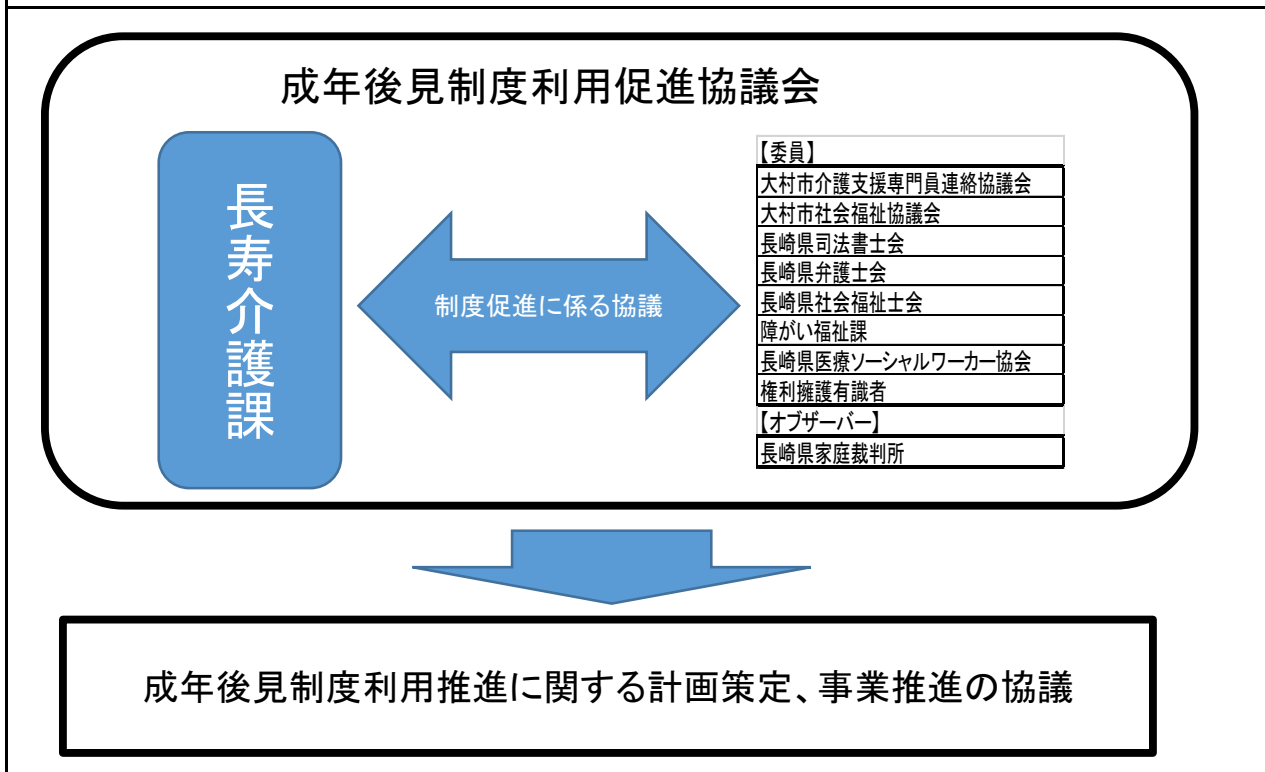 成年後見制度利用促進協議会
長寿介護課
制度促進に係る協議
【委員】
大村市介護支援専門員連絡協議会
大村市社会福祉協議会
長崎県司法書士会
長崎県弁護士会
長崎県社会福祉士会
障がい福祉課
長崎県医療ソーシャルワーカー協会
権利擁護有識者
【オブザーバー】
長崎県家庭裁判所
成年後見制度利用推進に関する計画策定、事業推進の協議